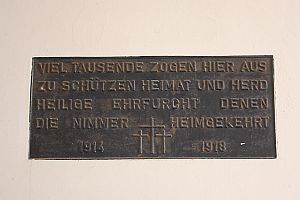 VIEL TAUSENDE ZOGEN HIER AUS
ZU SCHÜTZEN HEIMAT UND HERD
HEILIGE EHRFURCHT DENEN
DIE NIMMER HEIMGEKEHRT
1914 1918